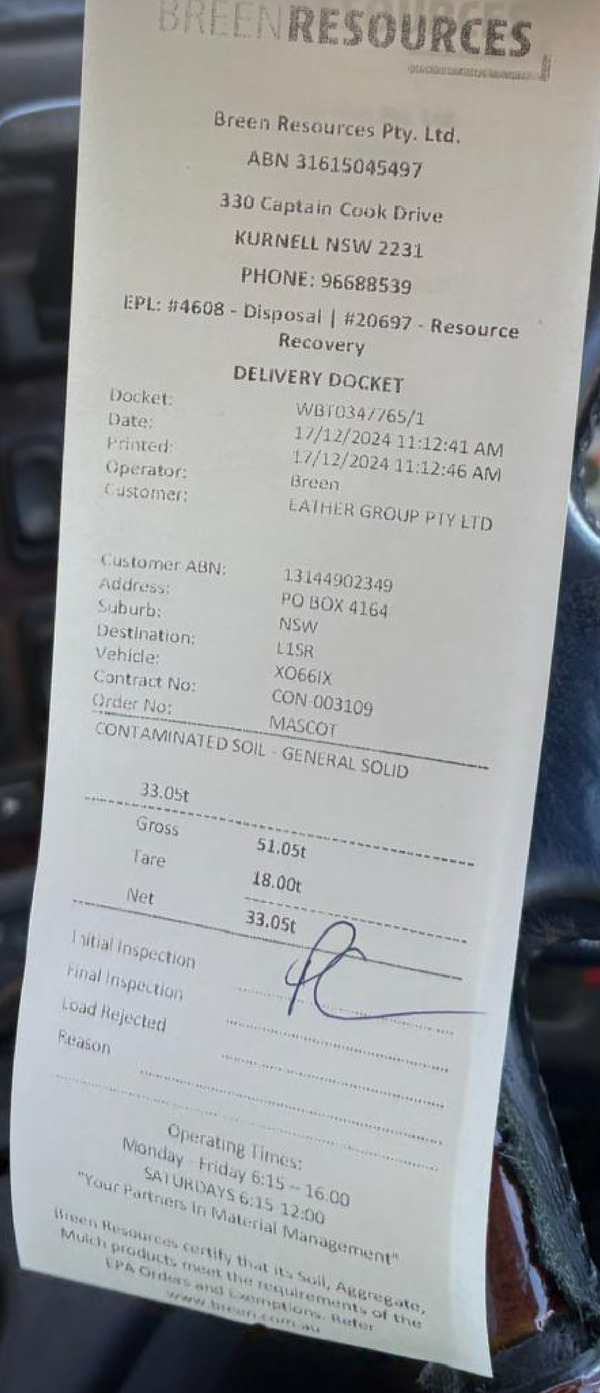 BREENRESOURCES
Breen Resources Pty. Ltd.
ABN 31615045497
330 Captain Cook Drive
KURNELL NSW 2231
PHONE: 96688539
EPL: #4608 - Disposal | #20697 - Resource
Recovery
DELIVERY DOCKET
Docket: WBT0347765/1
Date: 17/12/2024 11:12:41 AM
Printed: 17/12/2024 11:12:46 AM
Operator: Breen
Customer: EATHER GROUP PTY LTD
Customer ABN: 13144902349
Address: PO BOX 4164
Suburb: NSW
Destination: L1SR
Vehicle: XO66IX
Contract No: CON-003109
Order No: MASCOT
CONTAMINATED SOIL - GENERAL SOLID
33.05t
Gross 51.05t
Tare 18.00t
Net 33.05t
Initial Inspection
Final Inspection
Load Rejected
Reason
Operating Times:
Monday - Friday 6:15 – 16.00
SATURDAYS 6:15 12:00
"Your Partners In Material Management"
Breen Resources certify that its Soil, Aggregate,
Mulch products meet the requirements of the
EPA Orders and Exemptions. Refer
www.breen.com.au